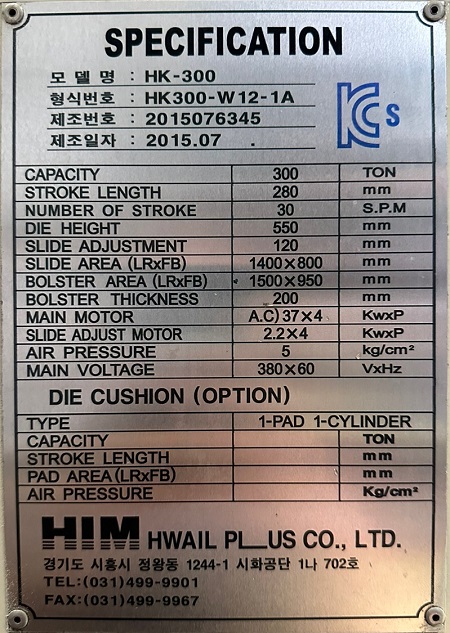 SPECIFICATION
모 델 명 : HK-300
형식번호 : HK300-W12-1A
제조번호 : 2015076345
제조일자 : 2015.07 .
KCs
CAPACITY 300 TON
STROKE LENGTH 280 mm
NUMBER OF STROKE 30 S.P.M
DIE HEIGHT 550 mm
SLIDE ADJUSTMENT 120 mm
SLIDE AREA (LRxFB) 1400×800 mm
BOLSTER AREA (LRxFB) 1500×950 mm
BOLSTER THICKNESS 200 mm
MAIN MOTOR A.C) 37×4 KwxP
SLIDE ADJUST MOTOR 2.2×4 KwxP
AIR PRESSURE 5 kg/cm²
MAIN VOLTAGE 380×60 VxHz
DIE CUSHION (OPTION)
TYPE 1-PAD 1-CYLINDER
CAPACITY TON
STROKE LENGTH mm
PAD AREA (LRxFB) mm
AIR PRESSURE Kg/cm²
HIM HWAIL PLUS CO., LTD.
경기도 시흥시 정왕동 1244-1 시화공단 1나 702호
TEL:(031)499-9901
FAX:(031)499-9967